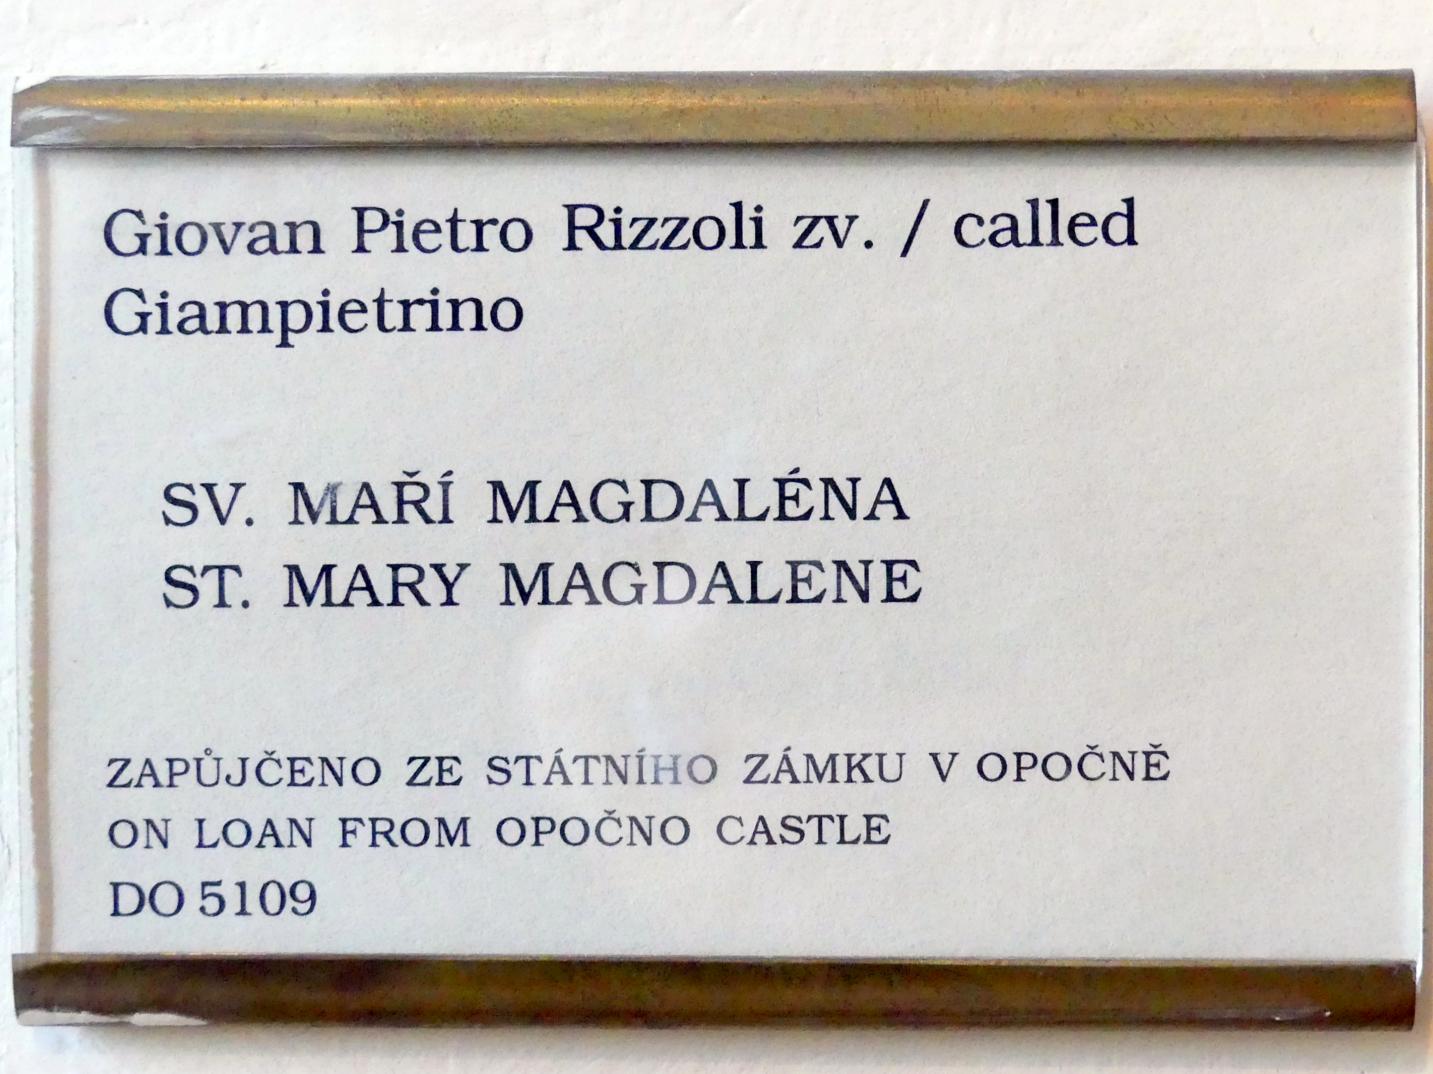 Giovan Pietro Rizzoli zv. / called
Giampietrino
SV. MAŘÍ MAGDALÉNA
ST. MARY MAGDALENE
ZAPŮJČENO ZE STÁTNÍHO ZÁMKU V OPOČNĚ
ON LOAN FROM OPOČNO CASTLE
DO 5109